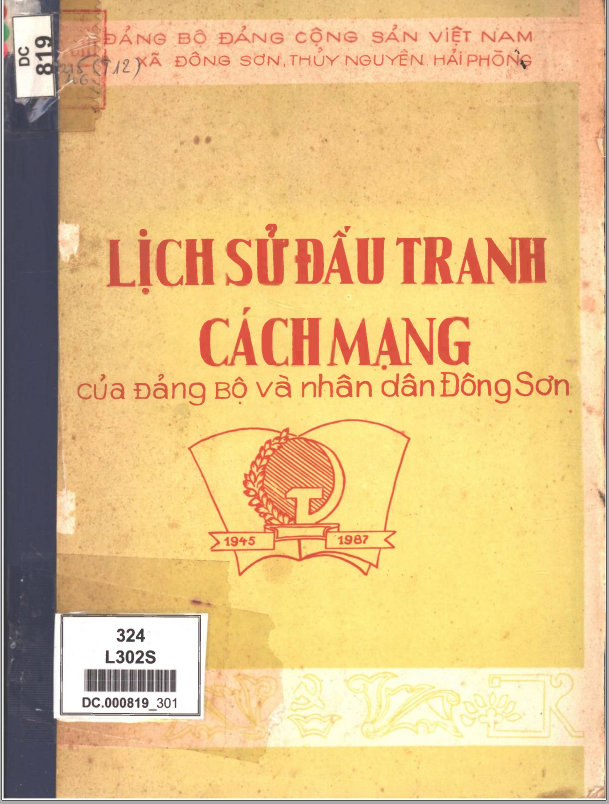 DC
819
ĐẢNG BỘ ĐẢNG CỘNG SẢN VIỆT NAM
XÃ ĐÔNG SƠN, THỦY NGUYÊN, HẢI PHÒNG
(T12)
LỊCH SỬ ĐẤU TRANH
CÁCH MẠNG
của Đảng Bộ và nhân dân Đông Sơn
1945
1987
324
L302S
DC.000819_301